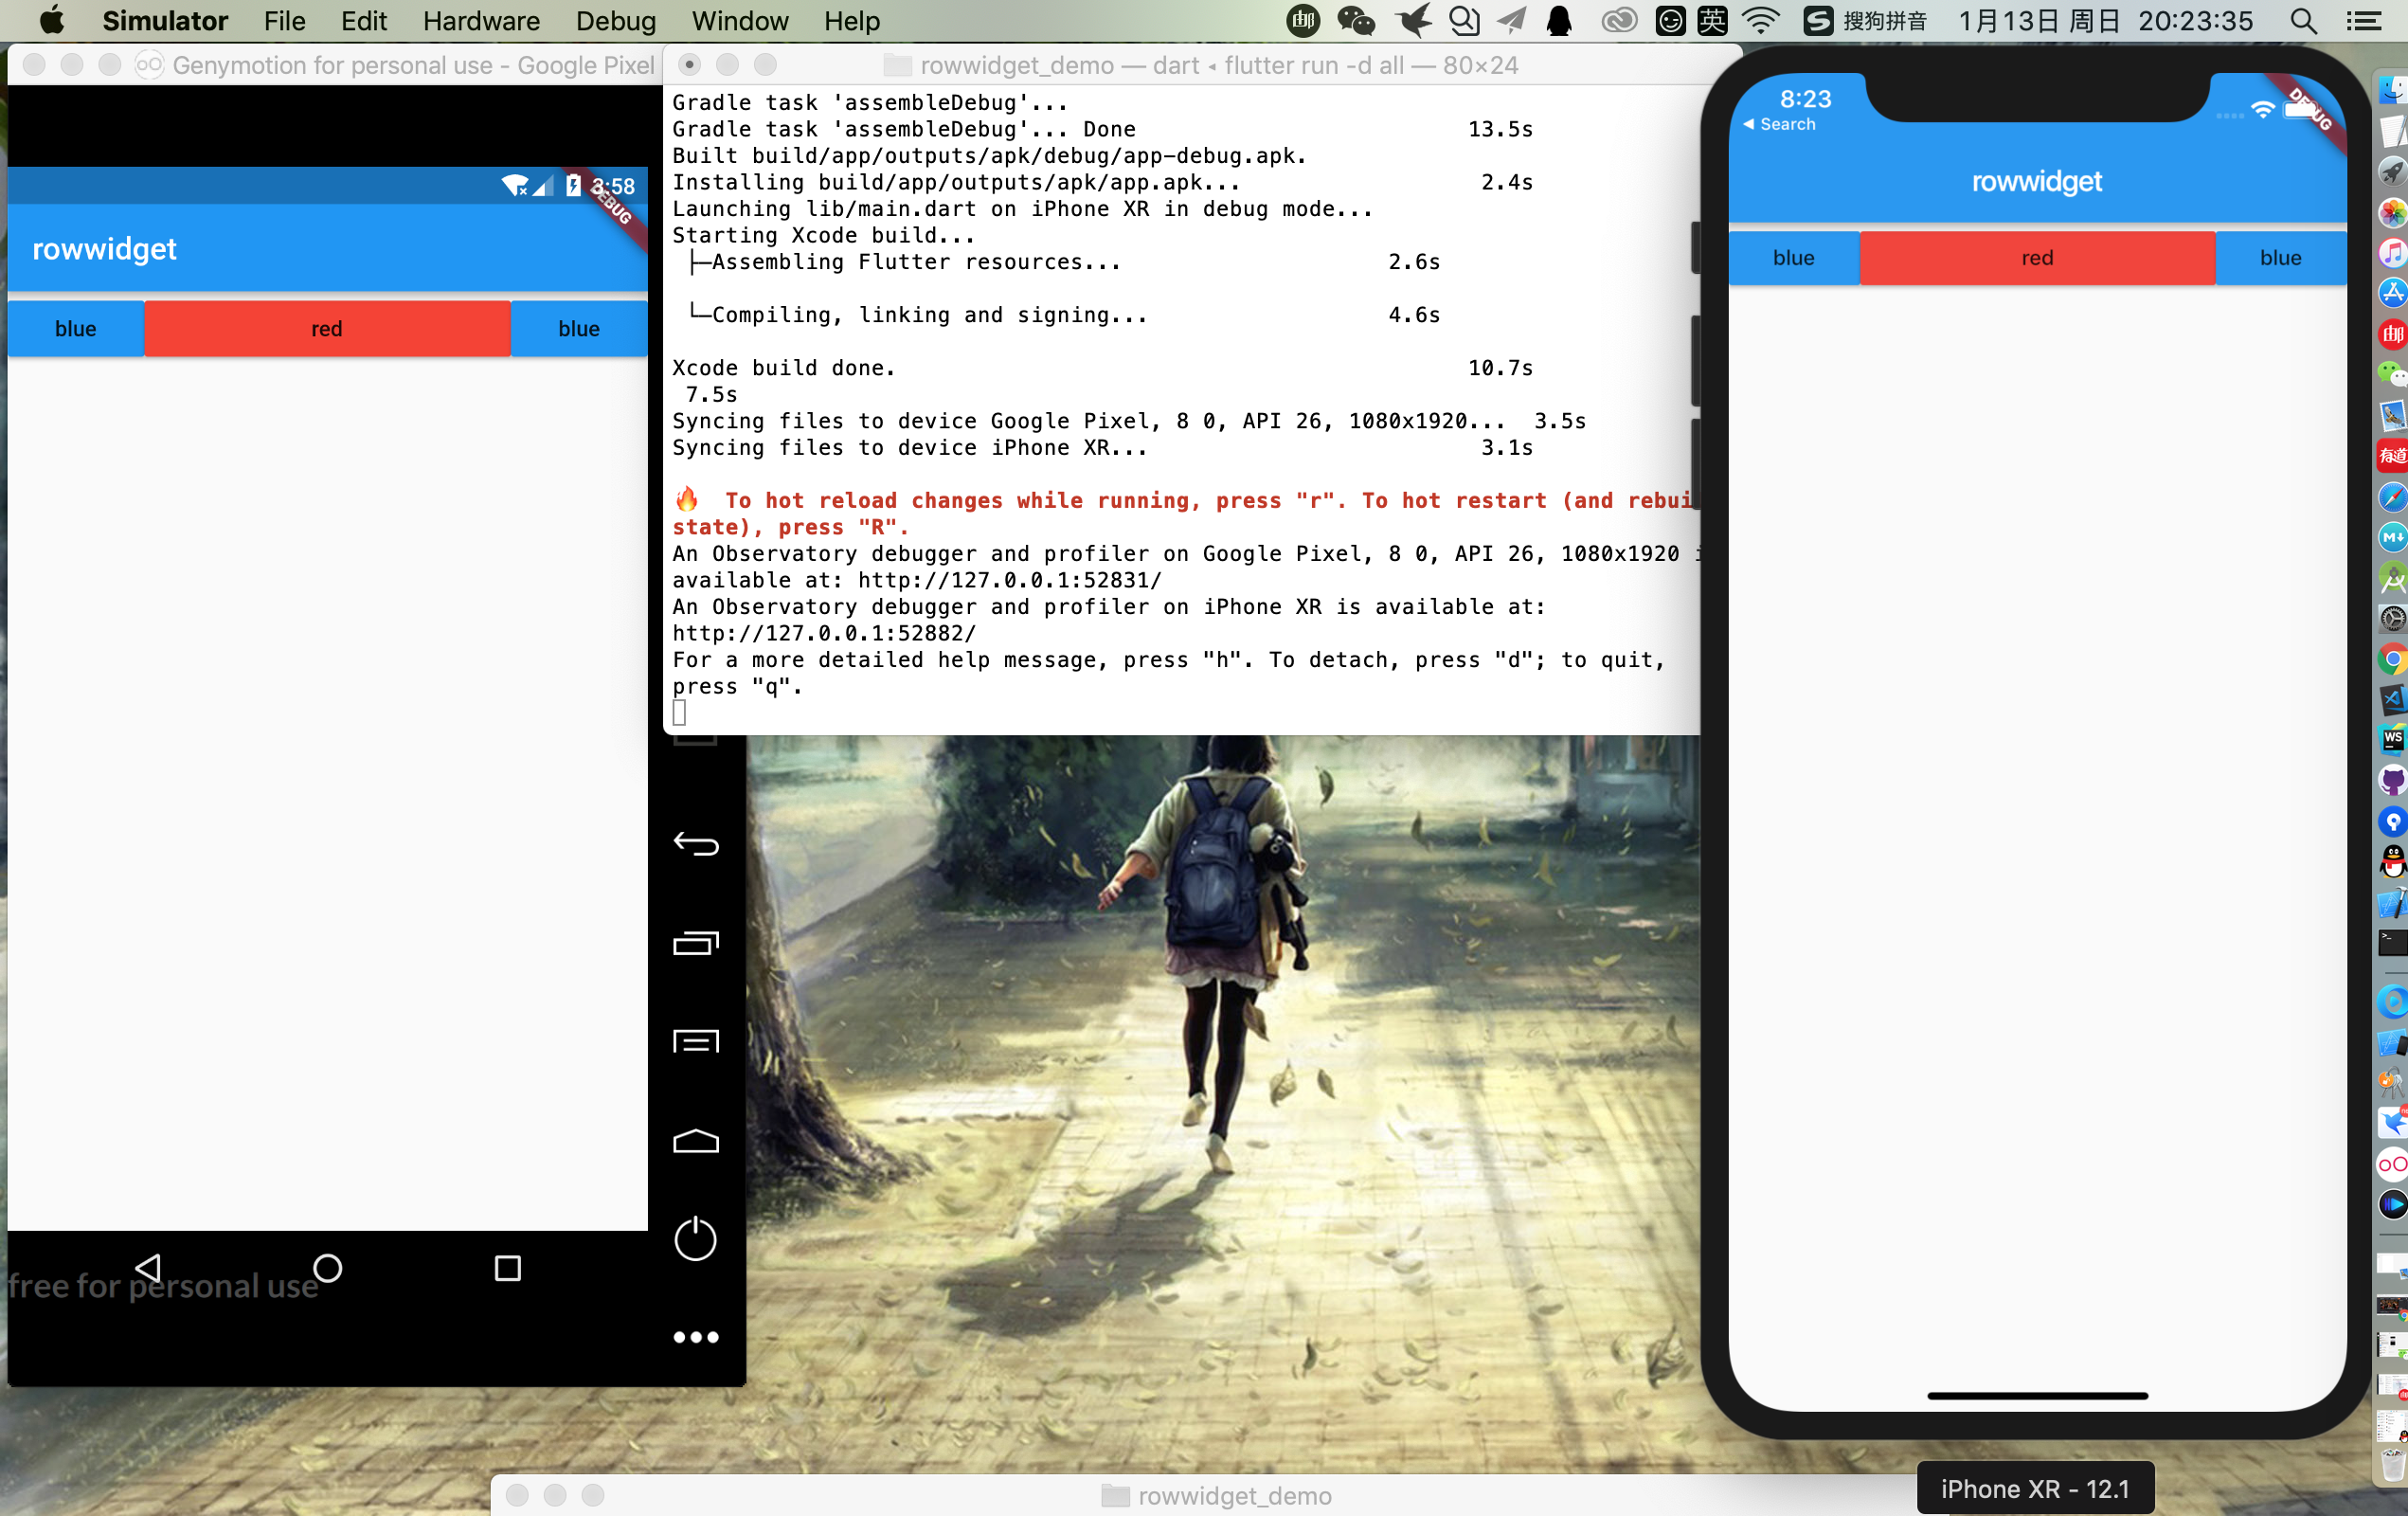 Simulator File Edit Hardware Debug Window Help 邮 英 S 搜狗拼音 1月13日 周日 20:23:35
Genymotion for personal use - Google Pixel
3:58
DEBUG
rowwidget
blue red blue
free for personal use
rowwidget_demo — dart ◂ flutter run -d all — 80×24
Gradle task 'assembleDebug'...
Gradle task 'assembleDebug'... Done 13.5s
Built build/app/outputs/apk/debug/app-debug.apk.
Installing build/app/outputs/apk/app.apk... 2.4s
Launching lib/main.dart on iPhone XR in debug mode...
Starting Xcode build...
├─Assembling Flutter resources... 2.6s
└─Compiling, linking and signing... 4.6s
Xcode build done. 10.7s
7.5s
Syncing files to device Google Pixel, 8 0, API 26, 1080x1920... 3.5s
Syncing files to device iPhone XR... 3.1s
🔥 To hot reload changes while running, press "r". To hot restart (and rebui
state), press "R".
An Observatory debugger and profiler on Google Pixel, 8 0, API 26, 1080x1920 i
available at: http://127.0.0.1:52831/
An Observatory debugger and profiler on iPhone XR is available at:
http://127.0.0.1:52882/
For a more detailed help message, press "h". To detach, press "d"; to quit,
press "q".
8:23
◀ Search
DEBUG
rowwidget
blue red blue
邮
有道
M↓
WS
iPhone XR - 12.1
rowwidget_demo